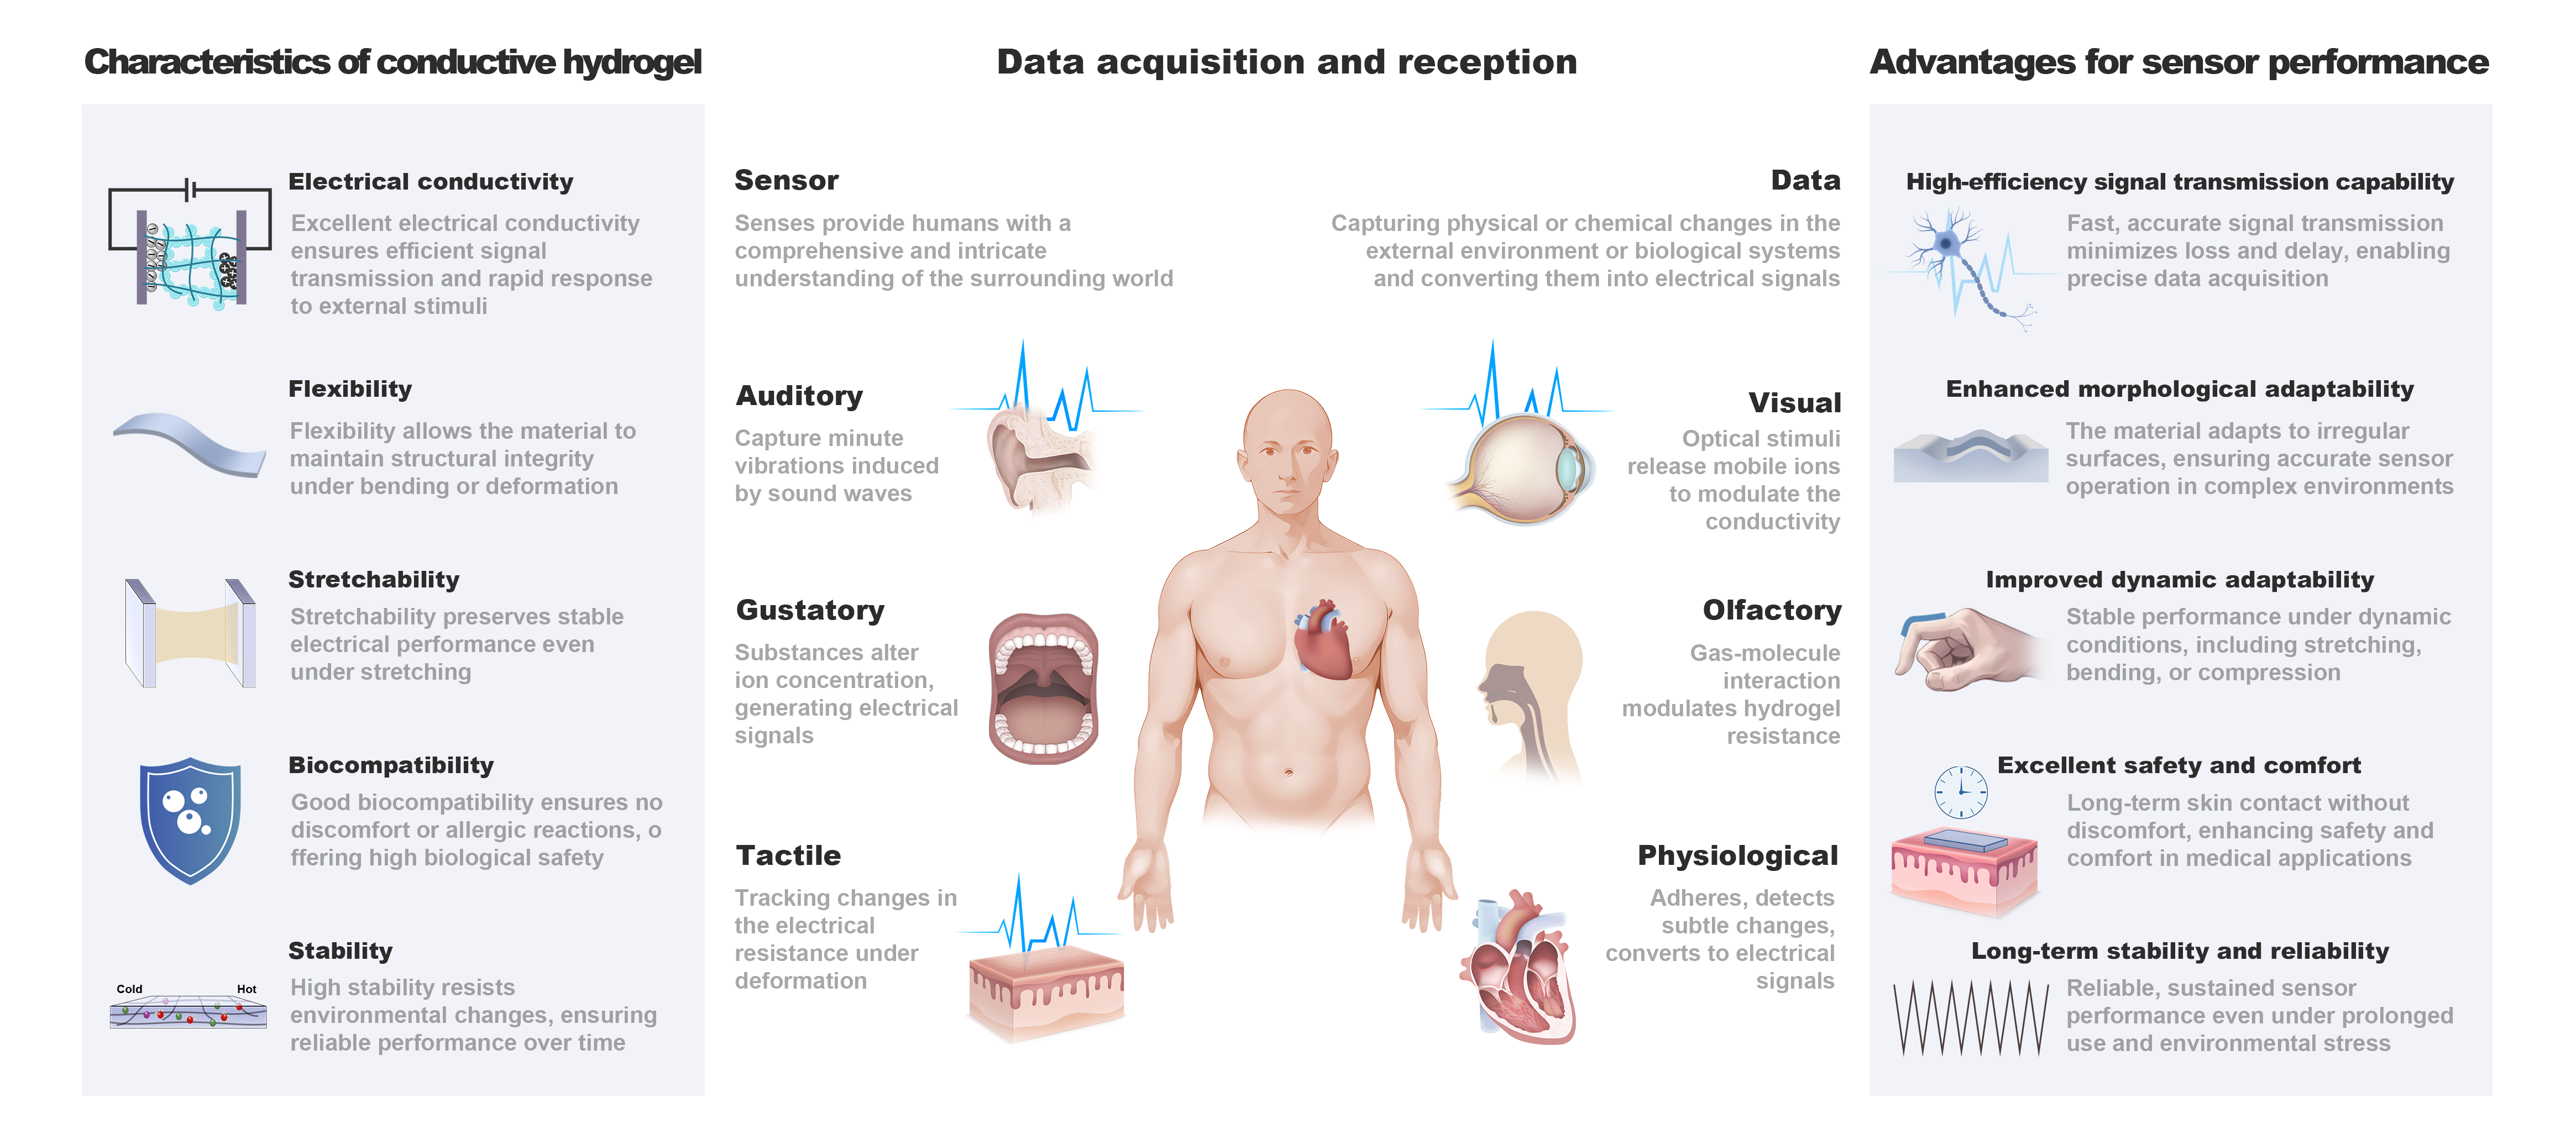 Characteristics of conductive hydrogel
Electrical conductivity
Excellent electrical conductivity
ensures efficient signal
transmission and rapid response
to external stimuli
Flexibility
Flexibility allows the material to
maintain structural integrity
under bending or deformation
Stretchability
Stretchability preserves stable
electrical performance even
under stretching
Biocompatibility
Good biocompatibility ensures no
discomfort or allergic reactions, o
ffering high biological safety
Stability
Cold
Hot
High stability resists
environmental changes, ensuring
reliable performance over time
Data acquisition and reception
Sensor
Senses provide humans with a
comprehensive and intricate
understanding of the surrounding world
Data
Capturing physical or chemical changes in the
external environment or biological systems
and converting them into electrical signals
Auditory
Capture minute
vibrations induced
by sound waves
Visual
Optical stimuli
release mobile ions
to modulate the
conductivity
Gustatory
Substances alter
ion concentration,
generating electrical
signals
Olfactory
Gas-molecule
interaction
modulates hydrogel
resistance
Tactile
Tracking changes in
the electrical
resistance under
deformation
Physiological
Adheres, detects
subtle changes,
converts to electrical
signals
Advantages for sensor performance
High-efficiency signal transmission capability
Fast, accurate signal transmission
minimizes loss and delay, enabling
precise data acquisition
Enhanced morphological adaptability
The material adapts to irregular
surfaces, ensuring accurate sensor
operation in complex environments
Improved dynamic adaptability
Stable performance under dynamic
conditions, including stretching,
bending, or compression
Excellent safety and comfort
Long-term skin contact without
discomfort, enhancing safety and
comfort in medical applications
Long-term stability and reliability
Reliable, sustained sensor
performance even under prolonged
use and environmental stress